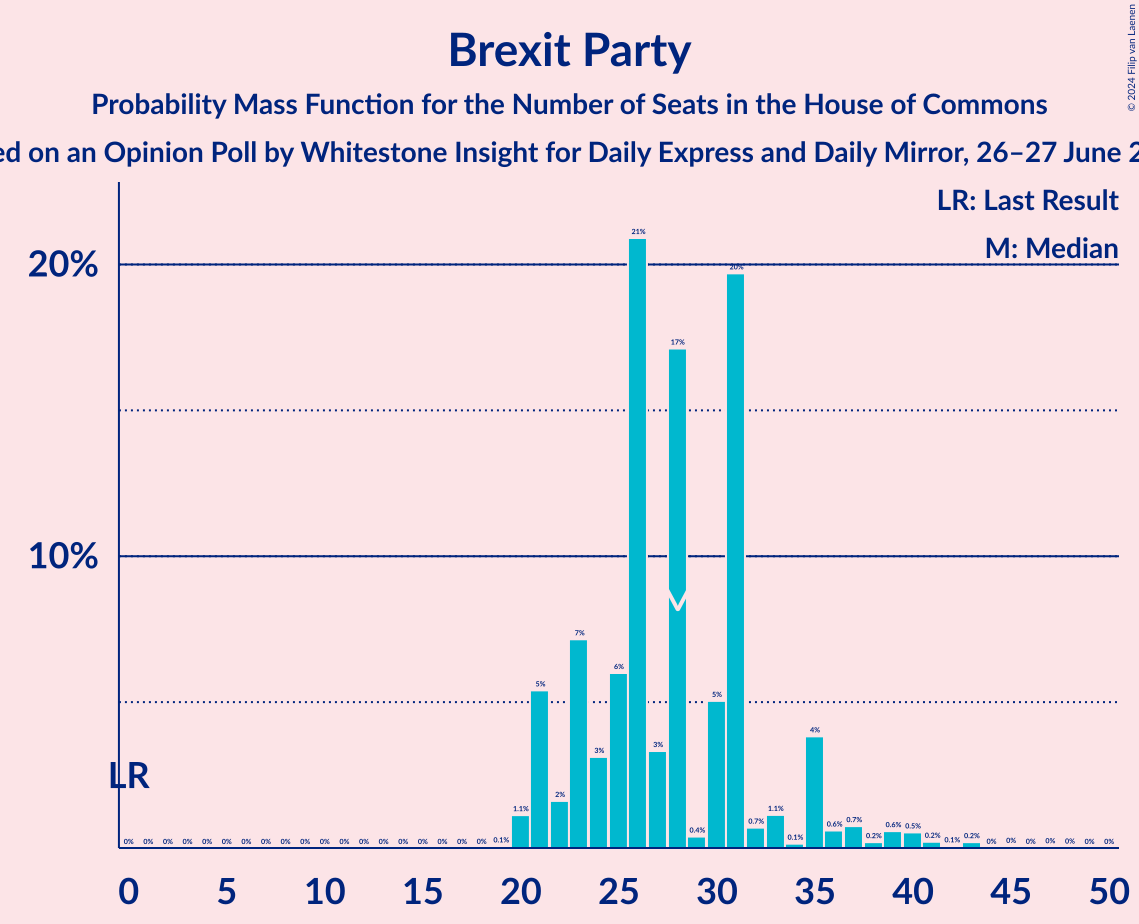 Brexit Party
Probability Mass Function for the Number of Seats in the House of Commons
ed on an Opinion Poll by Whitestone Insight for Daily Express and Daily Mirror, 26–27 June 2
© 2024 Filip van Laenen
LR: Last Result
M: Median
20%
10%
LR
M
0% 0% 0% 0% 0% 0% 0% 0% 0% 0% 0% 0% 0% 0% 0% 0% 0% 0% 0% 0.1% 1.1% 5% 2% 7% 3% 6% 21% 3% 17% 0.4% 5% 20% 0.7% 1.1% 0.1% 4% 0.6% 0.7% 0.2% 0.6% 0.5% 0.2% 0.1% 0.2% 0% 0% 0% 0% 0% 0% 0%
0 5 10 15 20 25 30 35 40 45 50